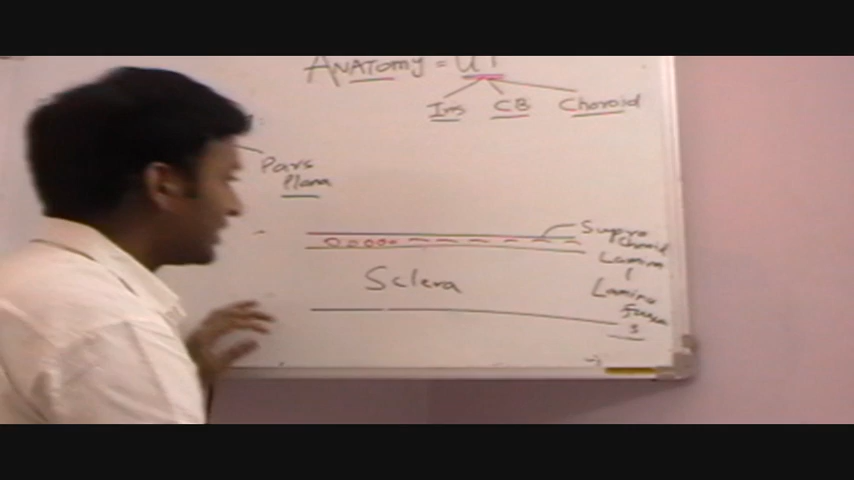 ANATOMY = UT
Iris CB Choroid
Pars
Plana
Supra
Choroid
Lamina
Sclera
Lamina
Fusca